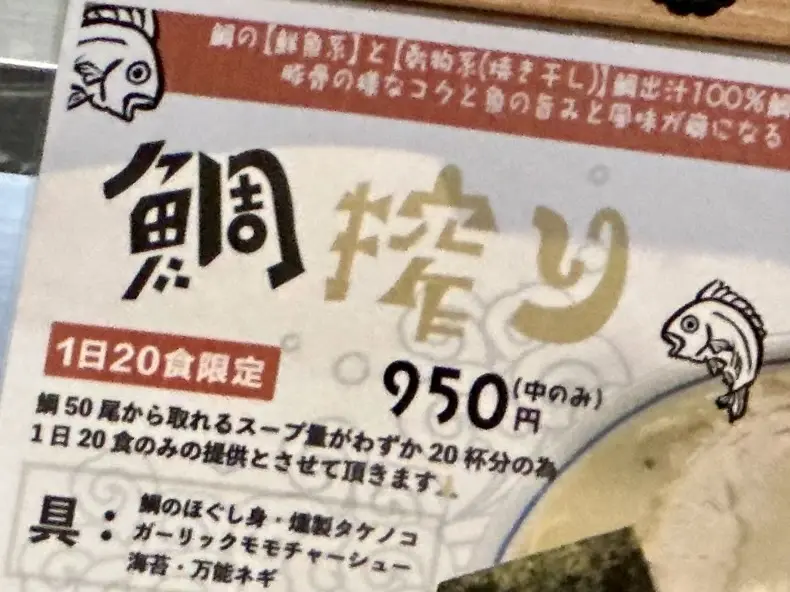 鯛の【鮮魚系】と【動物系(焼き干し)】鯛出汁100%鯛
豚骨の様なコクと魚の旨みと風味が癖になる
鯛搾り
1日20食限定
950円(中のみ)
鯛50尾から取れるスープ量がわずか20杯分の為
1日20食のみの提供とさせて頂きます
具:
鯛のほぐし身・燻製タケノコ
ガーリックモモチャーシュー
海苔・万能ネギ